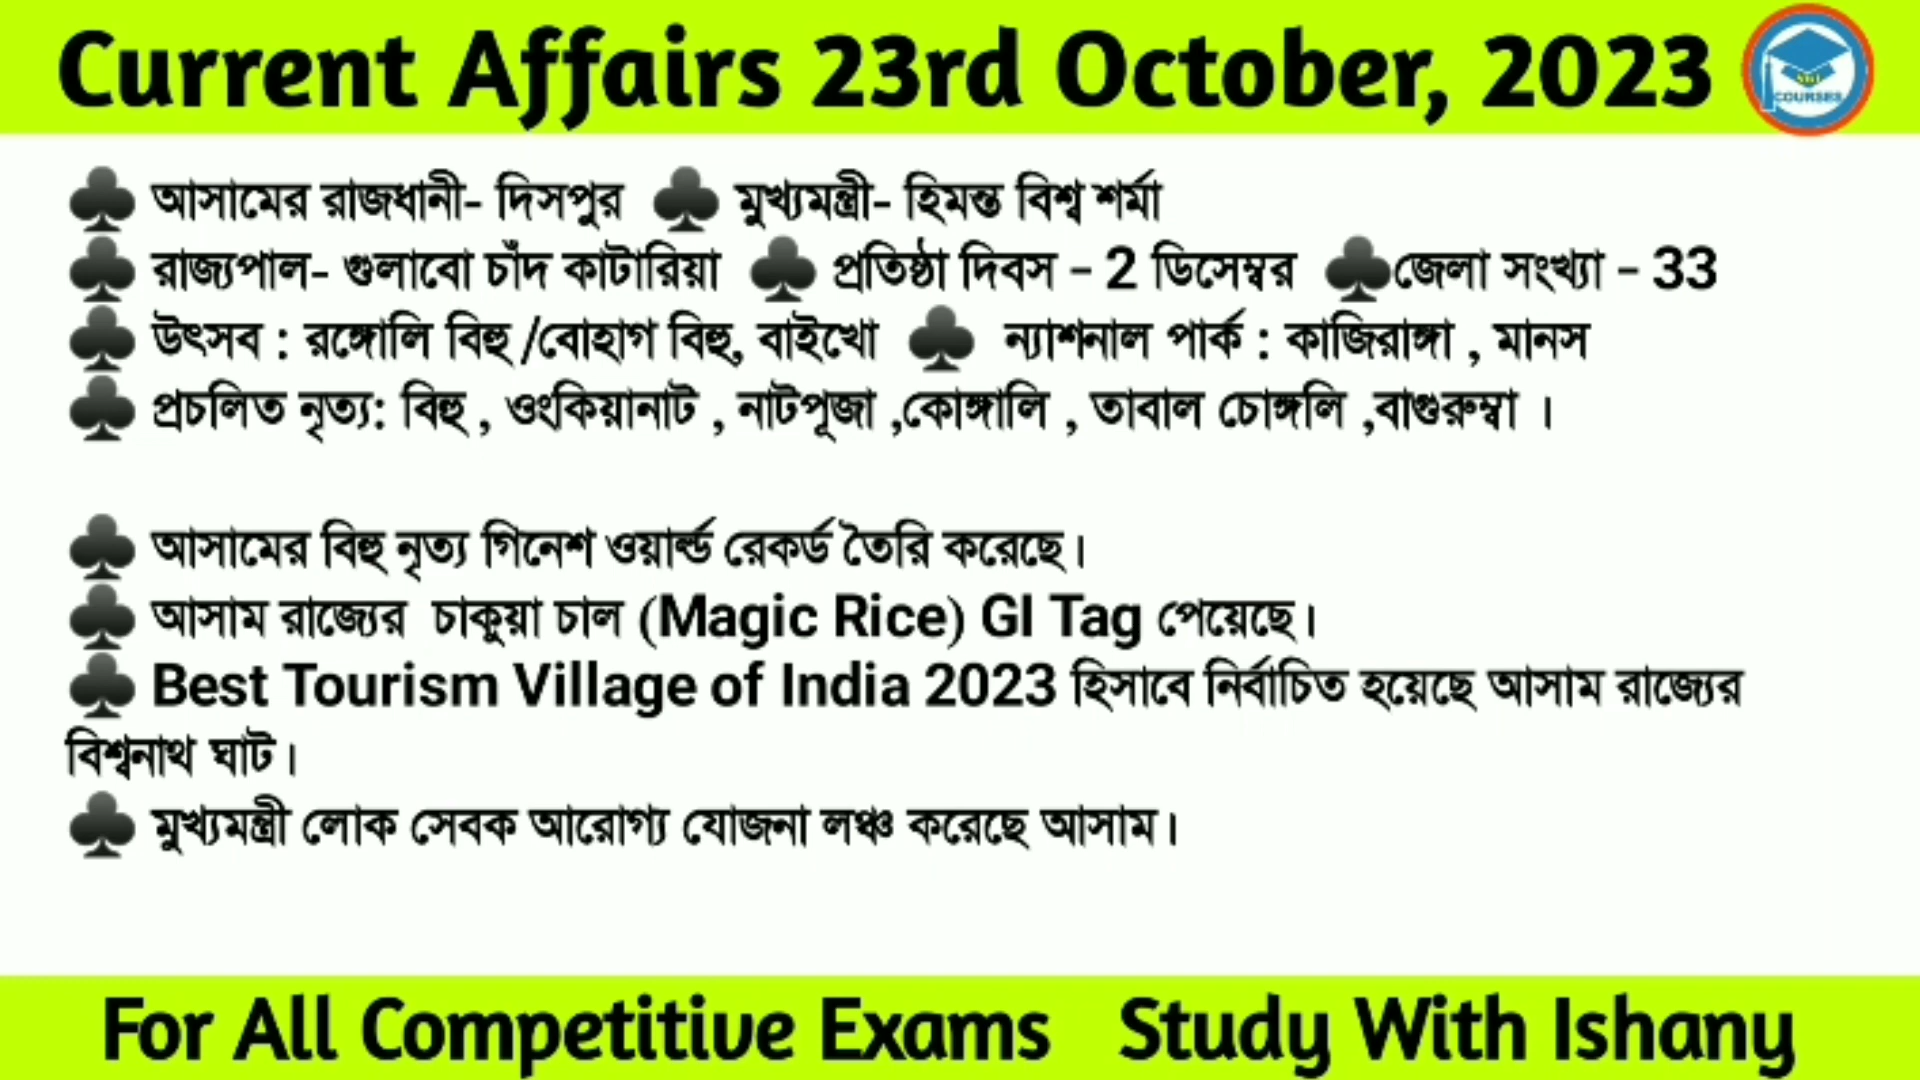 Current Affairs 23rd October, 2023
COURSES
♣ আসামের রাজধানী- দিসপুর ♣ মুখ্যমন্ত্রী- হিমন্ত বিশ্ব শর্মা
♣ রাজ্যপাল- গুলাবো চাঁদ কাটারিয়া ♣ প্রতিষ্ঠা দিবস – 2 ডিসেম্বর ♣জেলা সংখ্যা – 33
♣ উৎসব : রঙ্গোলি বিহু /বোহাগ বিহু, বাইখো ♣ ন্যাশনাল পার্ক : কাজিরাঙ্গা , মানস
♣ প্রচলিত নৃত্য: বিহু , ওংকিয়ানাট , নাটপূজা ,কোঙ্গালি , তাবাল চোঙ্গলি ,বাগুরুম্বা ।
♣ আসামের বিহু নৃত্য গিনেশ ওয়ার্ল্ড রেকর্ড তৈরি করেছে।
♣ আসাম রাজ্যের চাকুয়া চাল (Magic Rice) GI Tag পেয়েছে।
♣ Best Tourism Village of India 2023 হিসাবে নির্বাচিত হয়েছে আসাম রাজ্যের
বিশ্বনাথ ঘাট।
♣ মুখ্যমন্ত্রী লোক সেবক আরোগ্য যোজনা লঞ্চ করেছে আসাম।
For All Competitive Exams Study With Ishany